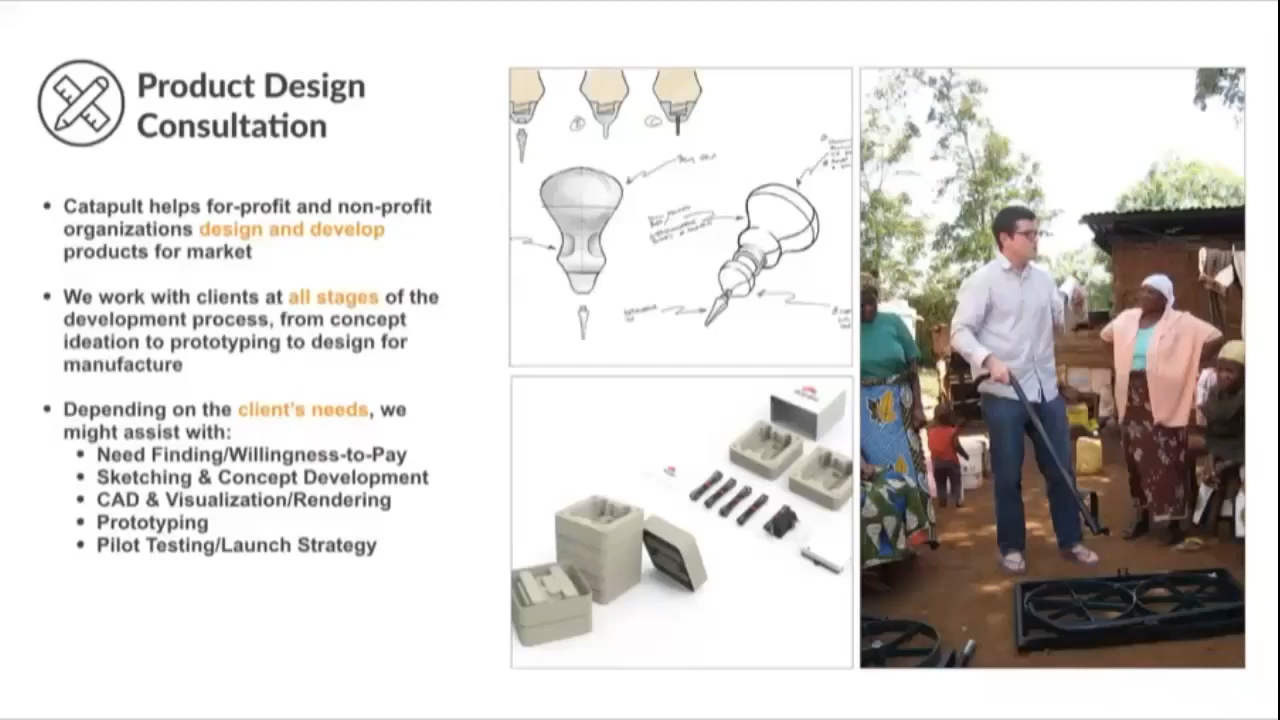 Product Design
Consultation
• Catapult helps for-profit and non-profit
organizations design and develop
products for market
• We work with clients at all stages of the
development process, from concept
ideation to prototyping to design for
manufacture
• Depending on the client's needs, we
might assist with:
• Need Finding/Willingness-to-Pay
• Sketching & Concept Development
• CAD & Visualization/Rendering
• Prototyping
• Pilot Testing/Launch Strategy